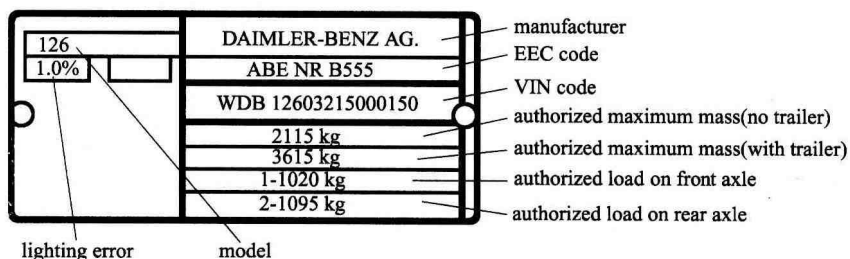 126
1.0%
DAIMLER-BENZ AG.
ABE NR B555
WDB 12603215000150
2115 kg
3615 kg
1-1020 kg
2-1095 kg
manufacturer
EEC code
VIN code
authorized maximum mass(no trailer)
authorized maximum mass(with trailer)
authorized load on front axle
authorized load on rear axle
lighting error model